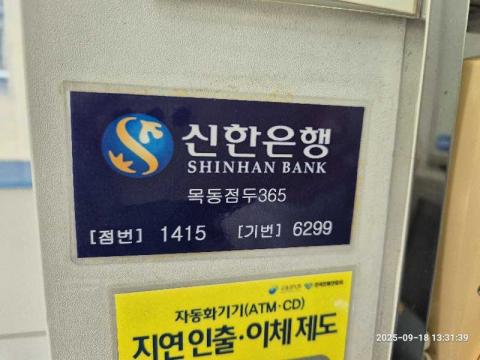 신한은행
SHINHAN BANK
목동점두365
[점번] 1415 [기번] 6299
자동화기기(ATM·CD)
지연인출·이체 제도
2025-09-18 13:31:39